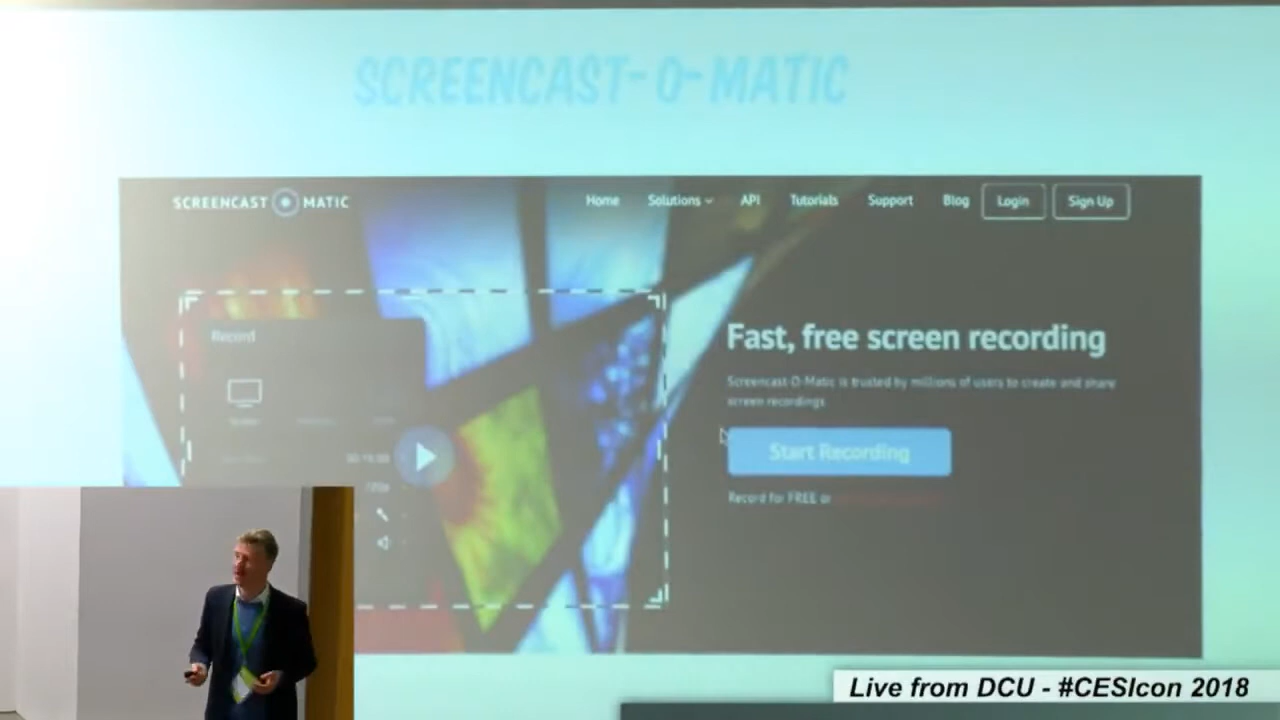 SCREENCAST-O-MATIC
SCREENCAST MATIC
Home Solutions API Tutorials Support Blog Login Sign Up
Record
Fast, free screen recording
Screencast-O-Matic is trusted by millions of users to create and share
screen recordings
Start Recording
Record for FREE or
Live from DCU - #CESIcon 2018